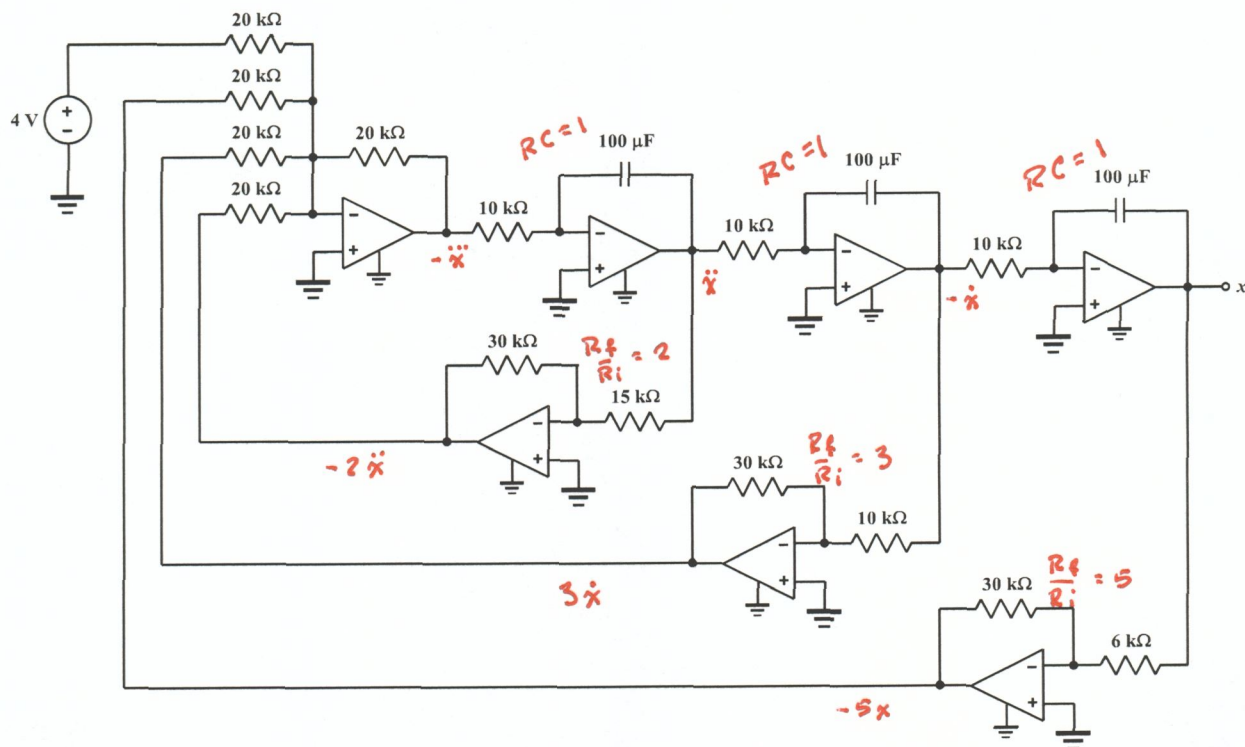 20 kΩ
20 kΩ
4 V
+
−
20 kΩ
20 kΩ
20 kΩ
RC = 1
100 μF
10 kΩ
−
+
−
+
-x⃛
RC = 1
100 μF
10 kΩ
−
+
ẍ
RC = 1
100 μF
10 kΩ
−
+
-ẋ
x
30 kΩ
Rf/Ri = 2
15 kΩ
−
+
-2ẍ
30 kΩ
Rf/Ri = 3
10 kΩ
−
+
3ẋ
30 kΩ
Rf/Ri = 5
6 kΩ
−
+
-5x